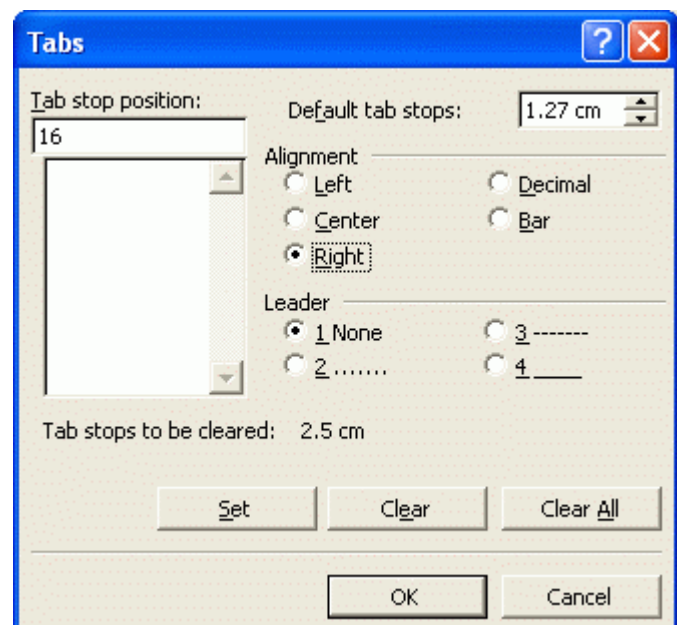 Tabs
Tab stop position:
Default tab stops:
1.27 cm
16
Alignment
Left
Decimal
Center
Bar
Right
Leader
1 None
3 -------
2 .......
4 ____
Tab stops to be cleared: 2.5 cm
Set
Clear
Clear All
OK
Cancel